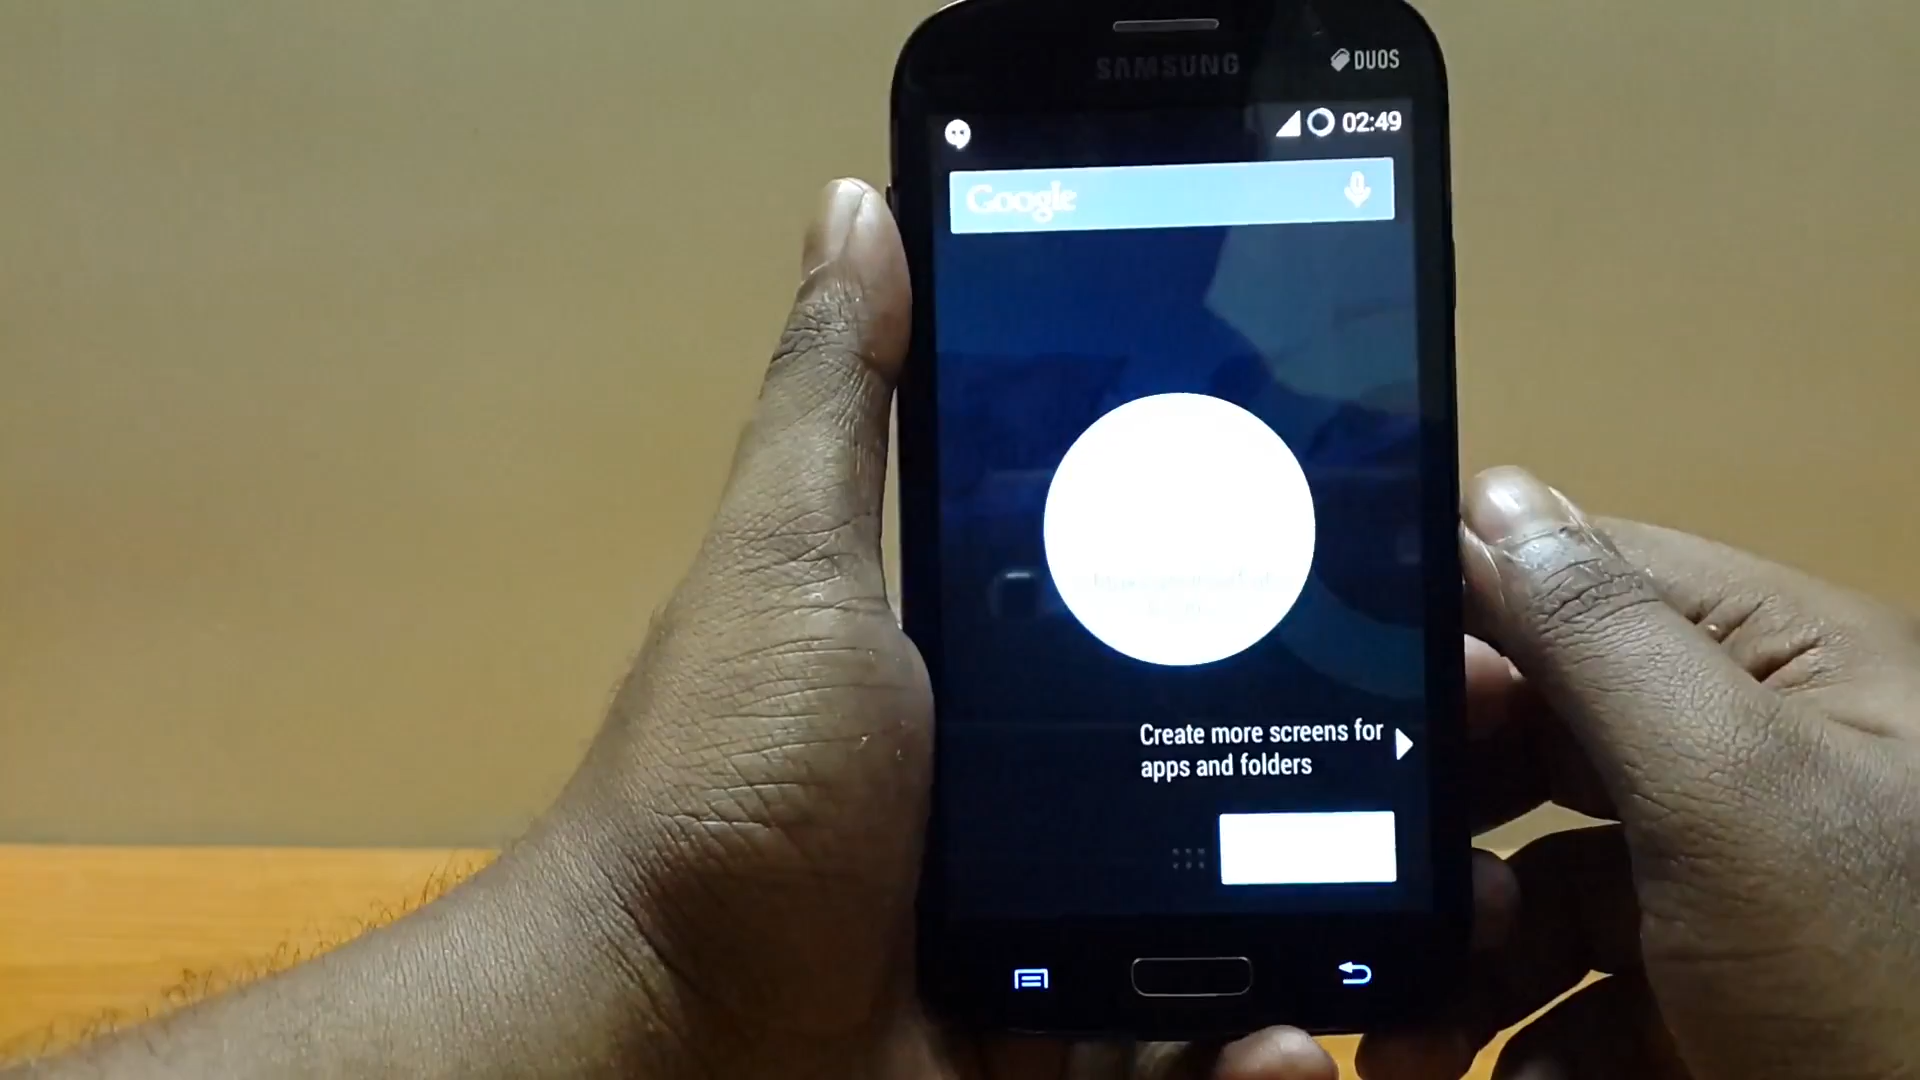 SAMSUNG
DUOS
02:49
Google
Create more screens for
apps and folders